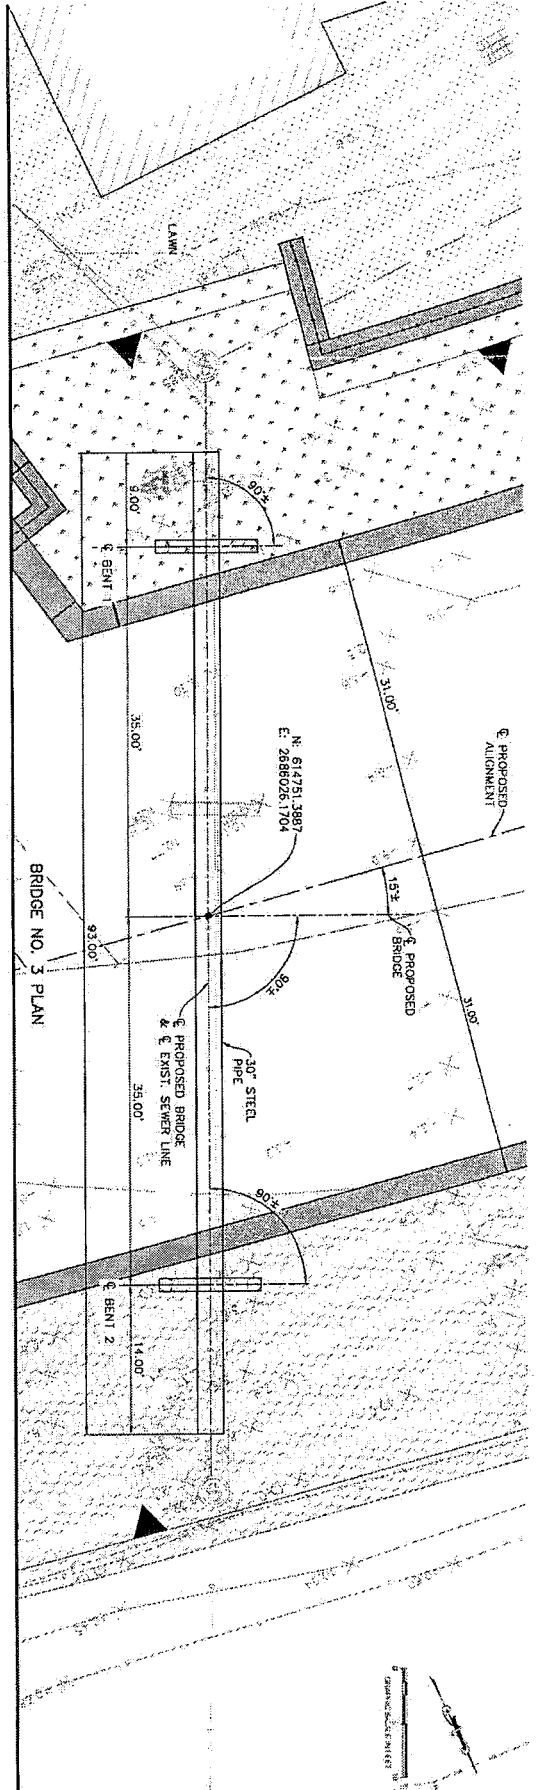 LAWN
90°±
9.00'
℄ BENT 1
31.00'
35.00'
N: 614751.3887
E: 2686026.1704
℄ PROPOSED
ALIGNMENT
15°±
℄ PROPOSED
BRIDGE
31.00'
93.00'
90°±
BRIDGE NO. 3 PLAN
℄ PROPOSED BRIDGE
& ℄ EXIST. SEWER LINE
30" STEEL
PIPE
35.00'
90°±
℄ BENT 2
14.00'